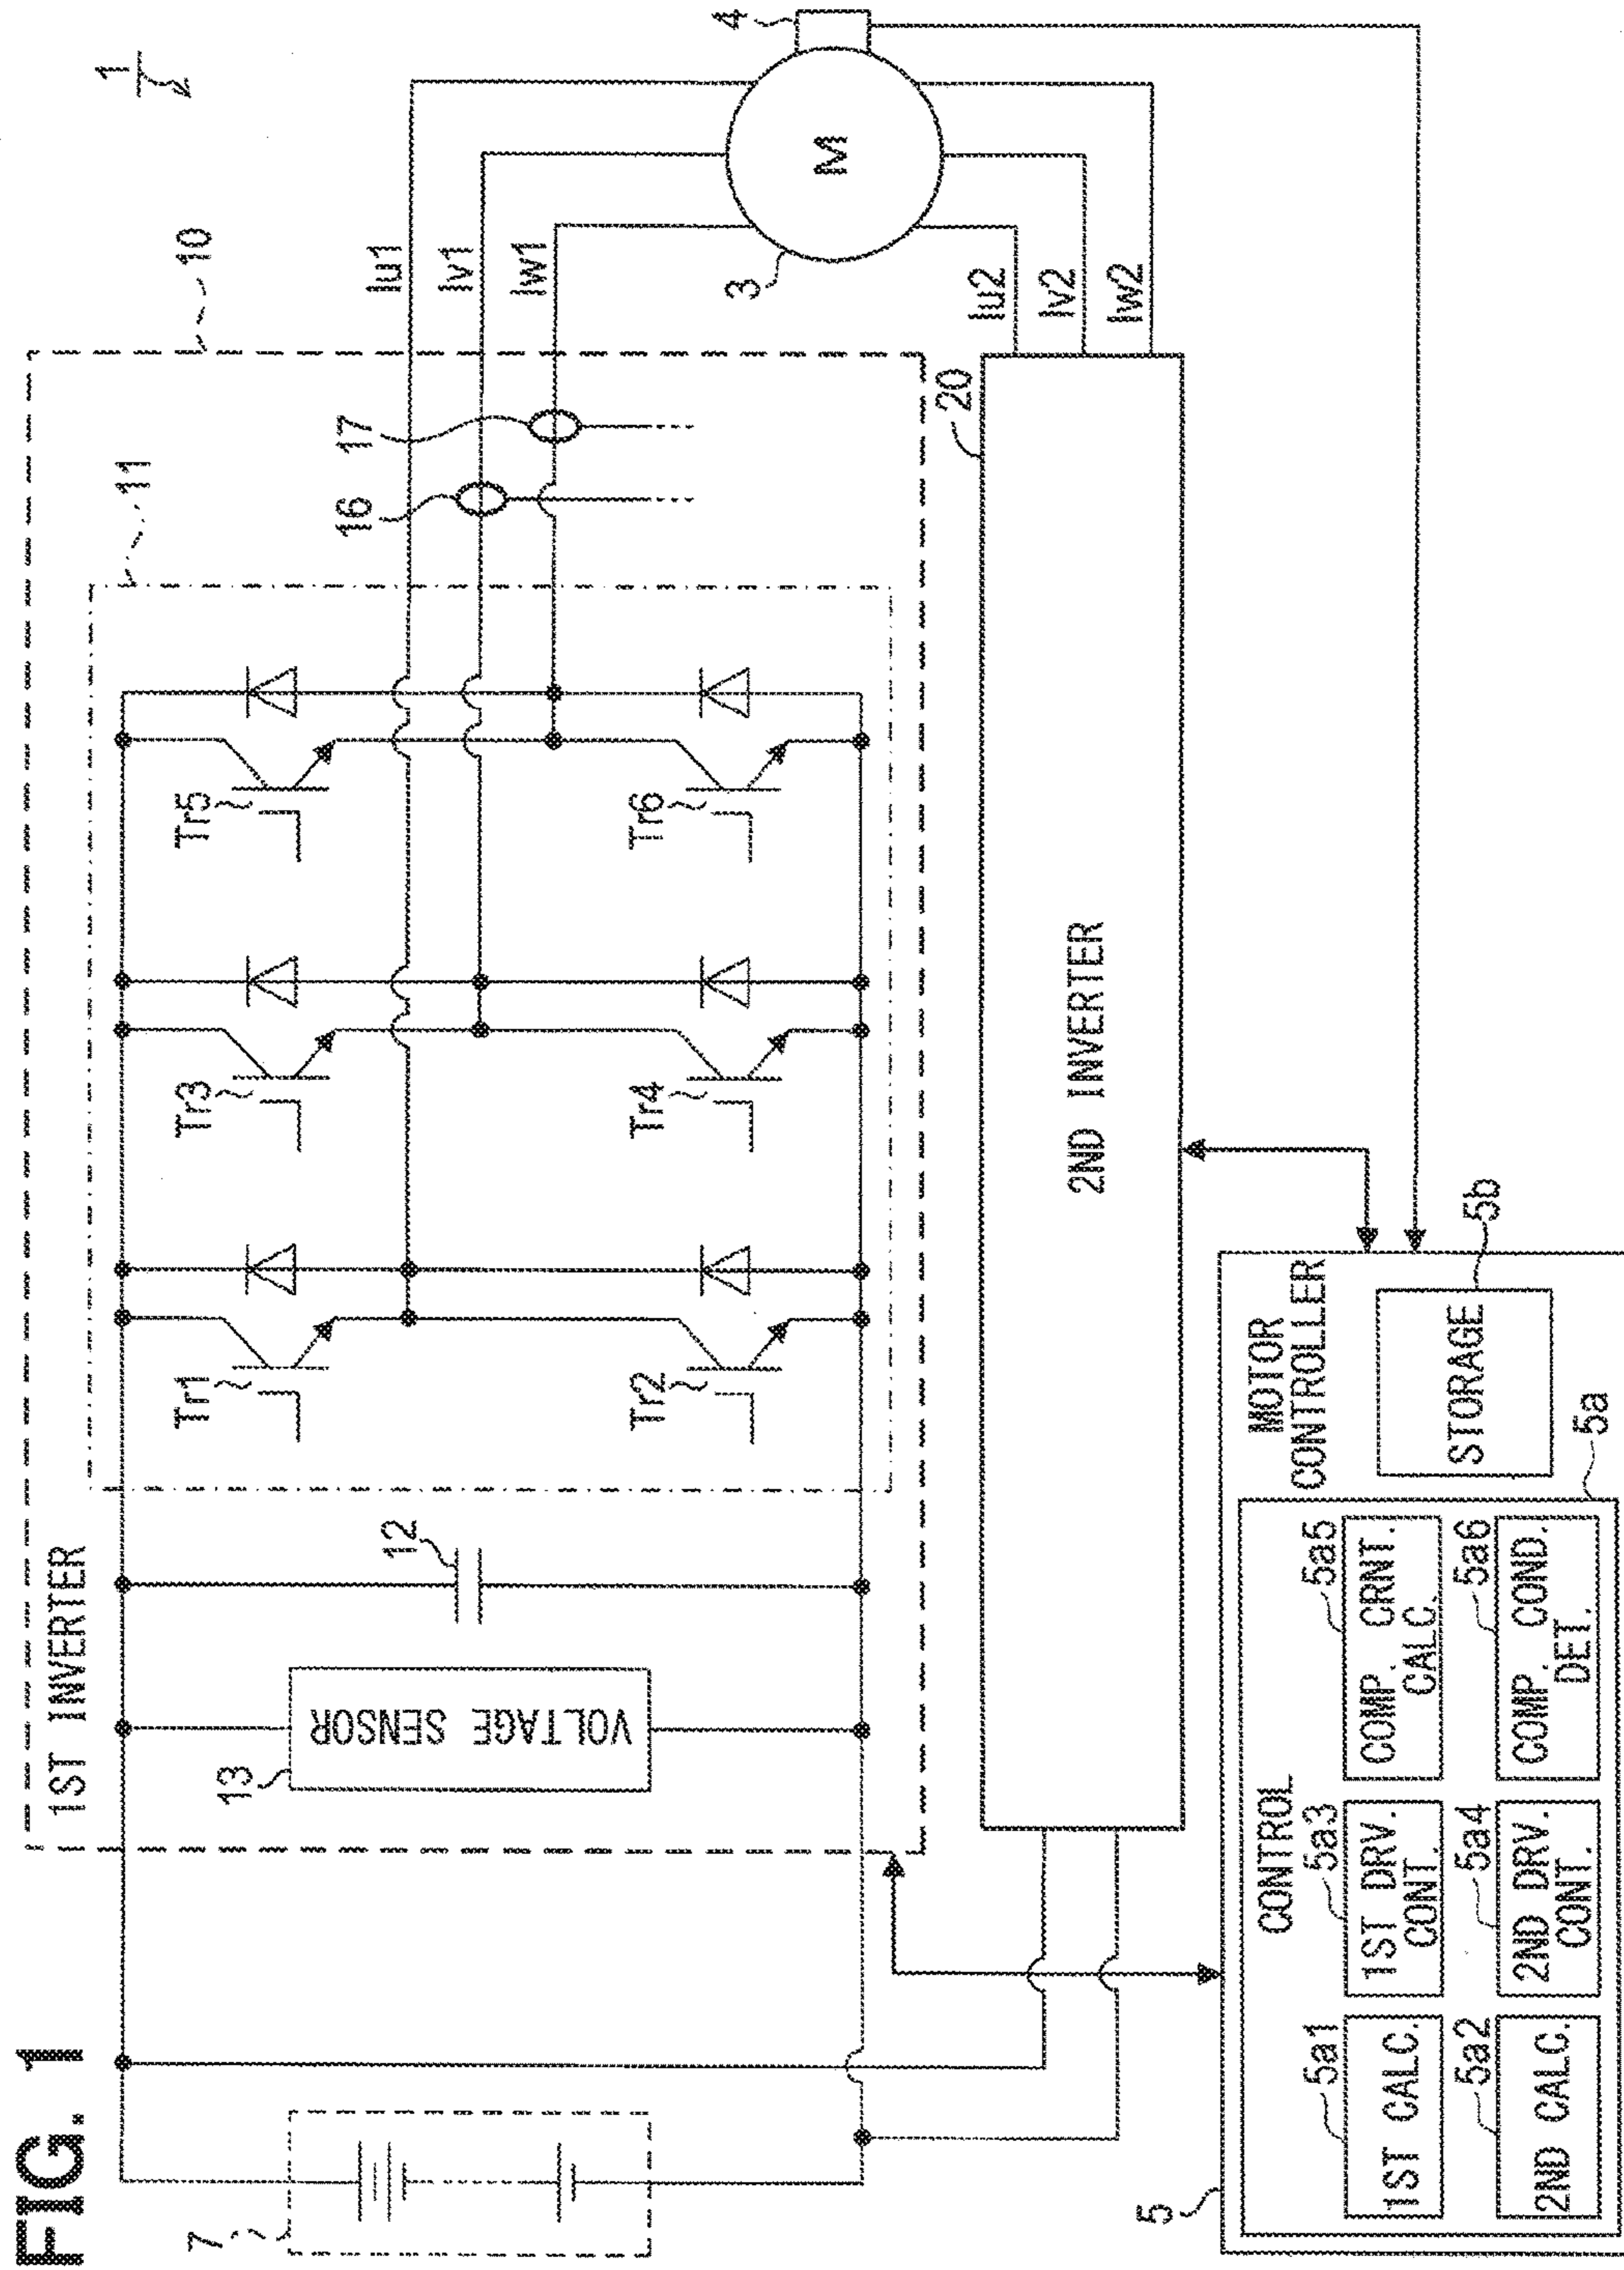 FIG. 1
1
10
1ST INVERTER
11
7
13
VOLTAGE SENSOR
12
Tr1
Tr3
Tr5
Tr2
Tr4
Tr6
16
17
Iu1
Iv1
Iw1
4
M
3
20
2ND INVERTER
Iu2
Iv2
Iw2
5
MOTOR
CONTROLLER
CONTROL
5a1
1ST CALC.
5a3
1ST DRV.
CONT.
5a5
COMP. CRNT.
CALC.
5a2
2ND CALC.
5a4
2ND DRV.
CONT.
5a6
COMP. COND.
DET.
STORAGE
5b
5a